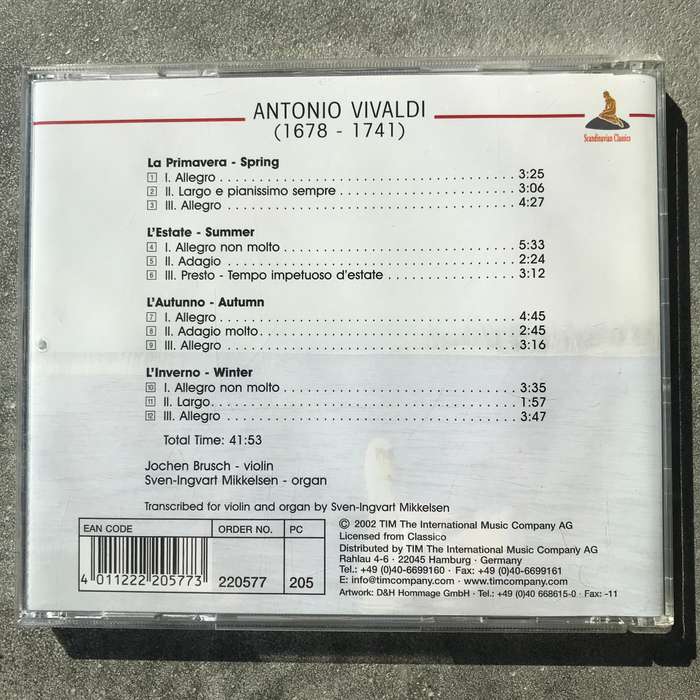 ANTONIO VIVALDI
(1678 - 1741)
Scandinavian Classics
La Primavera - Spring
1 I. Allegro 3:25
2 II. Largo e pianissimo sempre 3:06
3 III. Allegro 4:27
L'Estate - Summer
4 I. Allegro non molto 5:33
5 II. Adagio 2:24
6 III. Presto - Tempo impetuoso d'estate 3:12
L'Autunno - Autumn
7 I. Allegro 4:45
8 II. Adagio molto 2:45
9 III. Allegro 3:16
L'Inverno - Winter
10 I. Allegro non molto 3:35
11 II. Largo 1:57
12 III. Allegro 3:47
Total Time: 41:53
Jochen Brusch - violin
Sven-Ingvart Mikkelsen - organ
Transcribed for violin and organ by Sven-Ingvart Mikkelsen
EAN CODE ORDER NO. PC
4 011222 205773 220577 205
© 2002 TIM The International Music Company AG
Licensed from Classico
Distributed by TIM The International Music Company AG
Rahlau 4-6 · 22045 Hamburg · Germany
Tel.: +49 (0)40-6699160 · Fax: +49 (0)40-6699161
E: info@timcompany.com · www.timcompany.com
Artwork: D&H Hommage GmbH · Tel.: +49 (0)40 668615-0 · Fax: -11